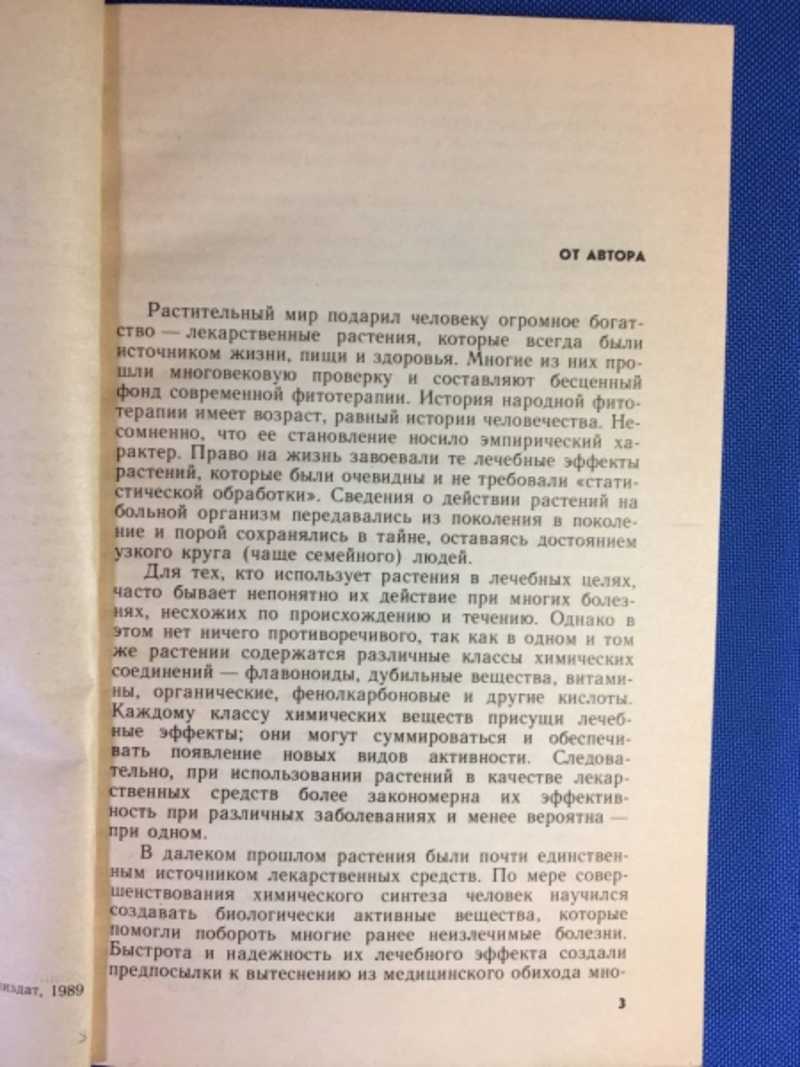 ОТ АВТОРА
Растительный мир подарил человеку огромное богат-
ство — лекарственные растения, которые всегда были
источником жизни, пищи и здоровья. Многие из них про-
шли многовековую проверку и составляют бесценный
фонд современной фитотерапии. История народной фито-
терапии имеет возраст, равный истории человечества. Не-
сомненно, что ее становление носило эмпирический ха-
рактер. Право на жизнь завоевали те лечебные эффекты
растений, которые были очевидны и не требовали «стати-
стической обработки». Сведения о действии растений на
больной организм передавались из поколения в поколе-
ние и порой сохранялись в тайне, оставаясь достоянием
узкого круга (чаще семейного) людей.
Для тех, кто использует растения в лечебных целях,
часто бывает непонятно их действие при многих болез-
нях, несхожих по происхождению и течению. Однако в
этом нет ничего противоречивого, так как в одном и том
же растении содержатся различные классы химических
соединений — флавоноиды, дубильные вещества, витами-
ны, органические, фенолкарбоновые и другие кислоты.
Каждому классу химических веществ присущи лечеб-
ные эффекты; они могут суммироваться и обеспечи-
вать появление новых видов активности. Следова-
тельно, при использовании растений в качестве лекар-
ственных средств более закономерна их эффектив-
ность при различных заболеваниях и менее вероятна —
при одном.
В далеком прошлом растения были почти единствен-
ным источником лекарственных средств. По мере совер-
шенствования химического синтеза человек научился
создавать биологически активные вещества, которые
помогли побороть многие ранее неизлечимые болезни.
Быстрота и надежность их лечебного эффекта создали
предпосылки к вытеснению из медицинского обихода мно-
3
издат, 1989